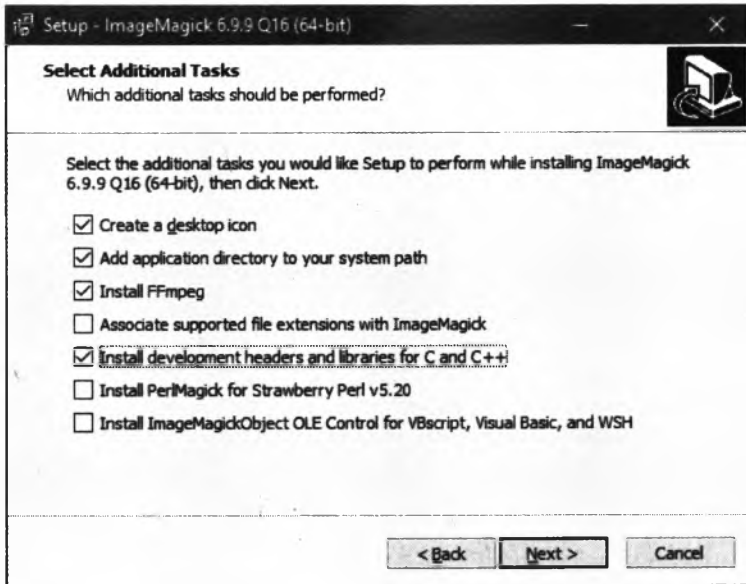 Setup - ImageMagick 6.9.9 Q16 (64-bit)
Select Additional Tasks
Which additional tasks should be performed?
Select the additional tasks you would like Setup to perform while installing ImageMagick
6.9.9 Q16 (64-bit), then click Next.
Create a desktop icon
Add application directory to your system path
Install FFmpeg
Associate supported file extensions with ImageMagick
Install development headers and libraries for C and C++
Install PerlMagick for Strawberry Perl v5.20
Install ImageMagickObject OLE Control for VBscript, Visual Basic, and WSH
< Back
Next >
Cancel